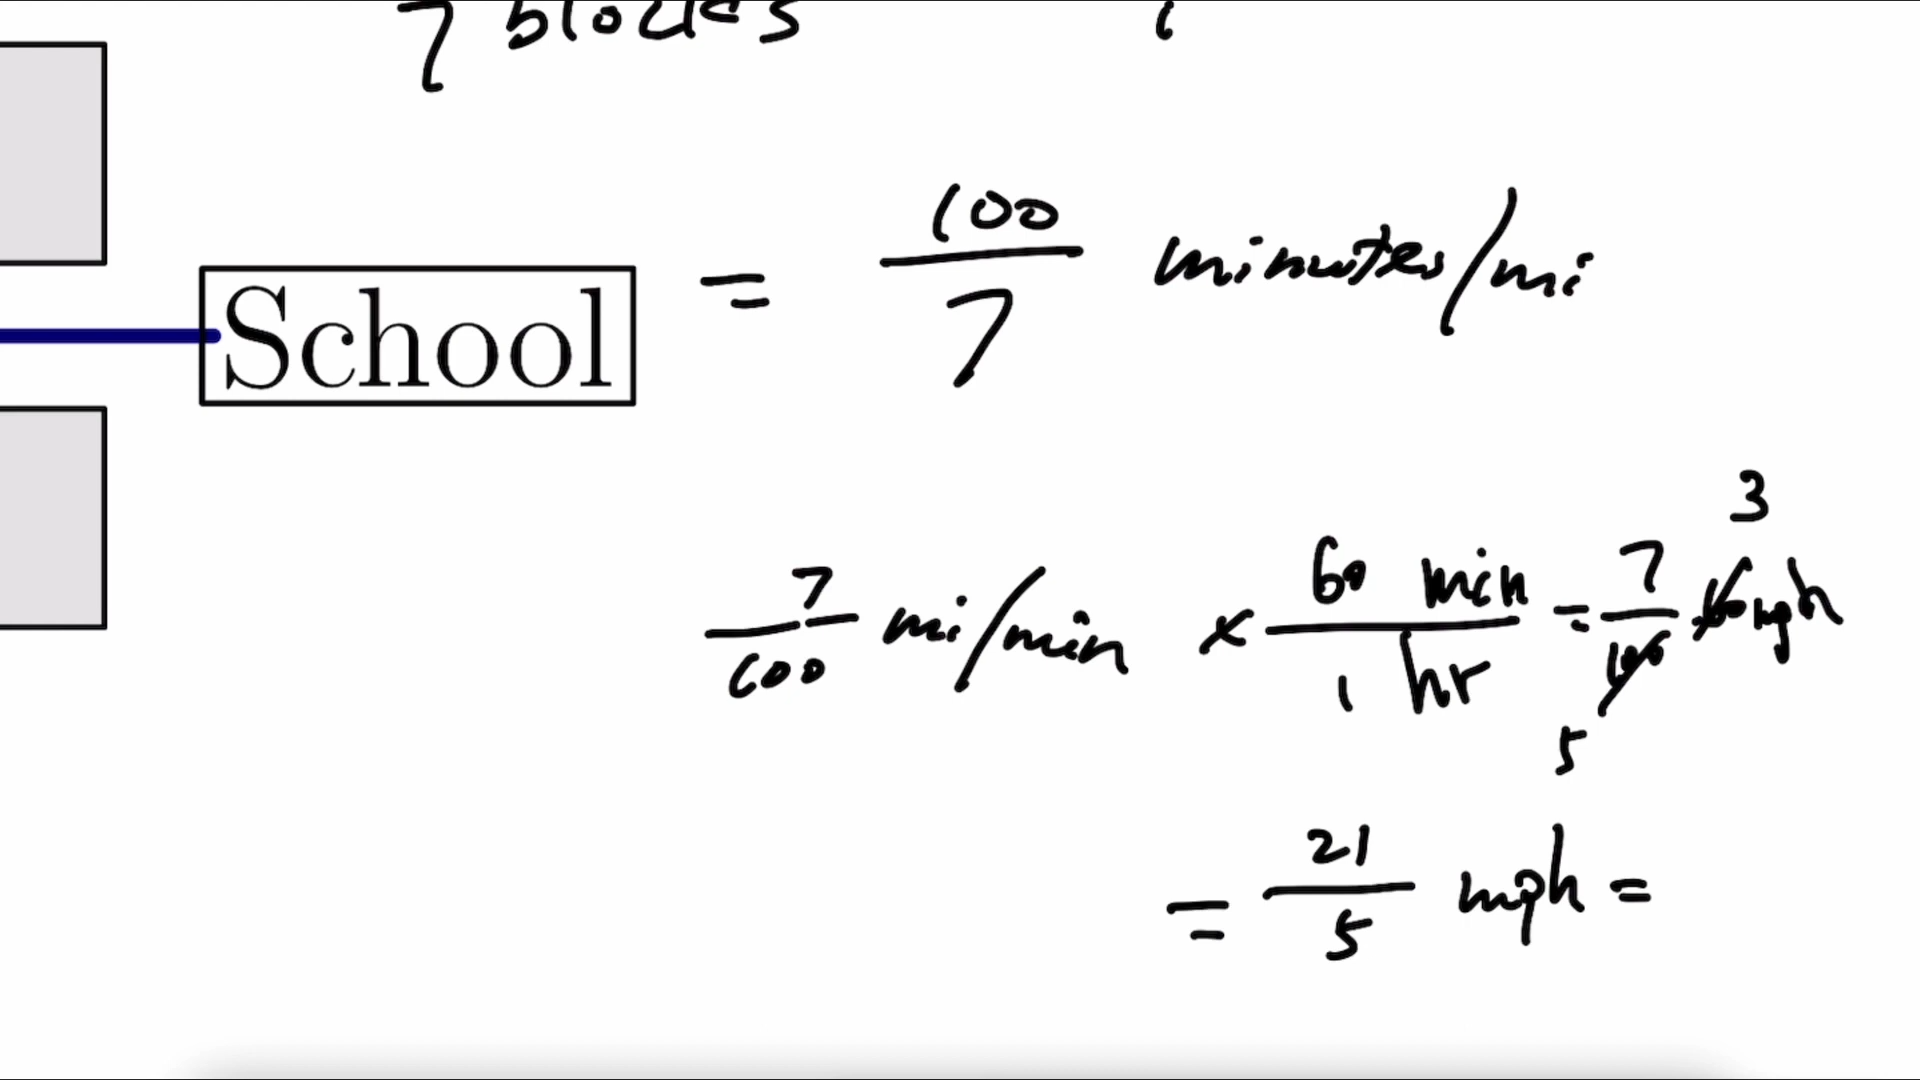 7 blocks
School = 100/7 minutes/mi
3
7/100 mi/min × 60 min/1 hr = 7/100 60 mph
5
= 21/5 mph =